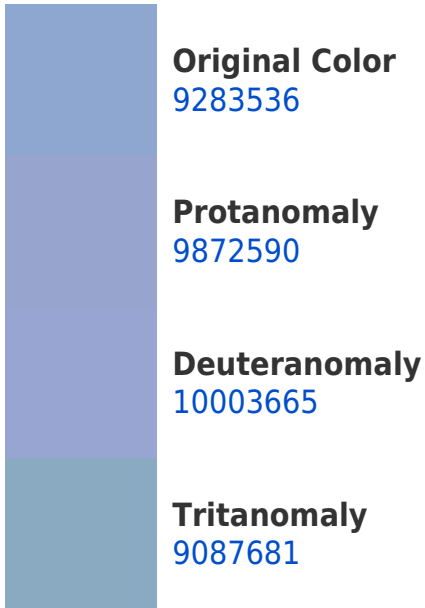 Original Color
9283536
Protanomaly
9872590
Deuteranomaly
10003665
Tritanomaly
9087681